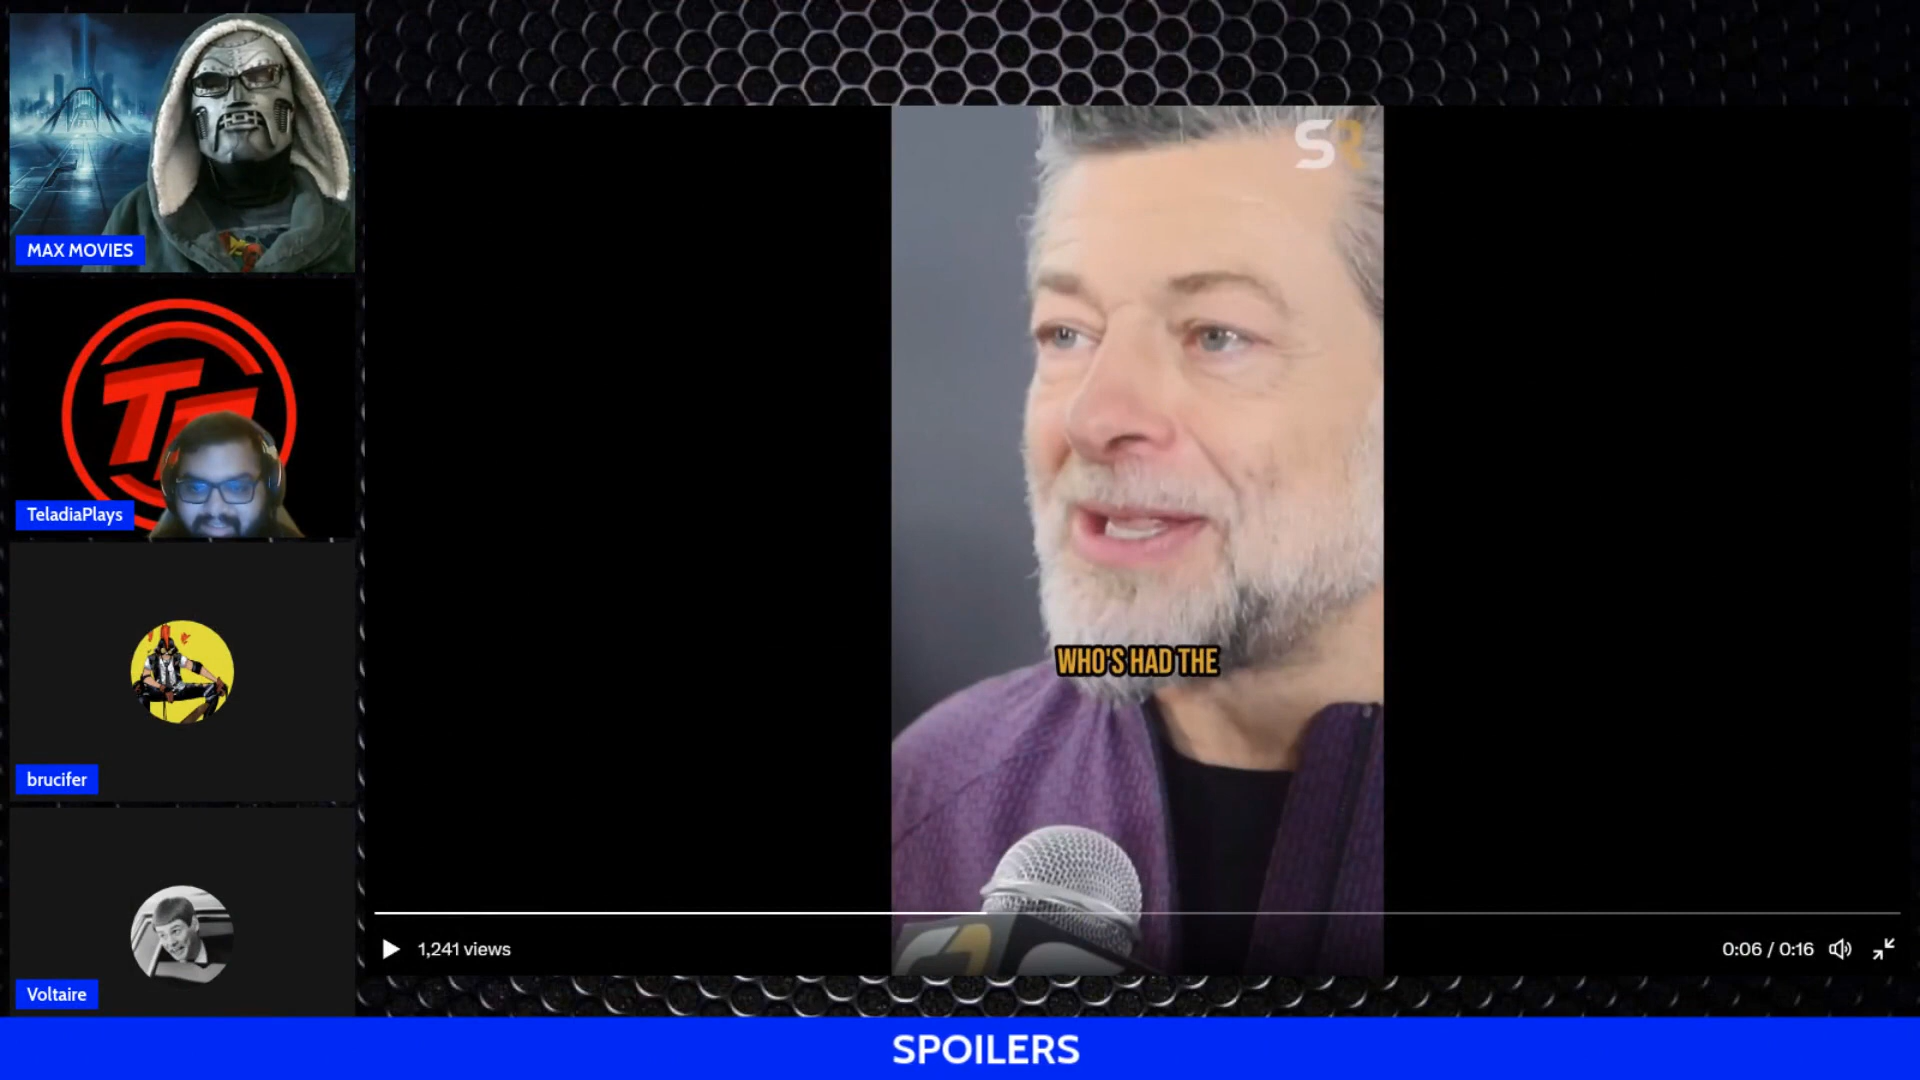 MAX MOVIES
TeladiaPlays
brucifer
Voltaire
SR
WHO'S HAD THE
1,241 views
0:06 / 0:16
SPOILERS